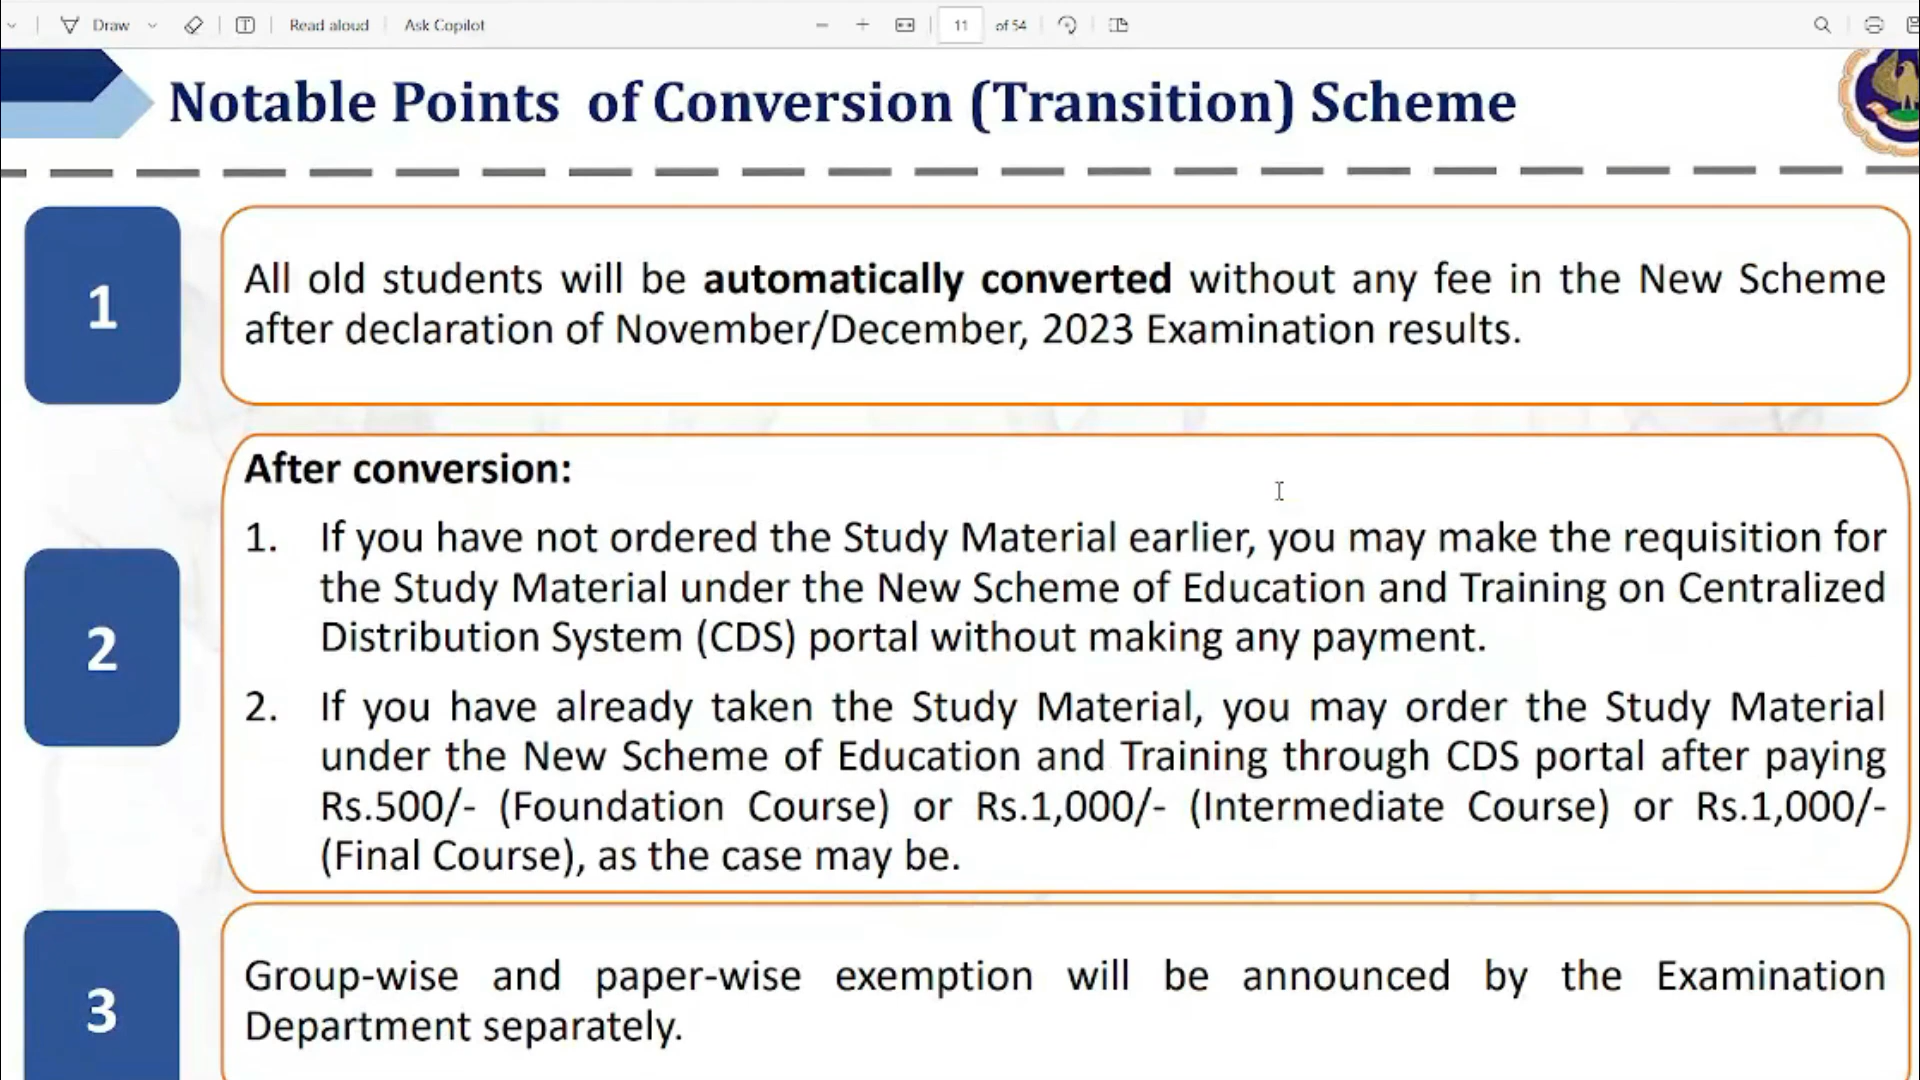 Draw
Read aloud
Ask Copilot
11 of 54
Notable Points of Conversion (Transition) Scheme
1
All old students will be automatically converted without any fee in the New Scheme
after declaration of November/December, 2023 Examination results.
2
After conversion:
1. If you have not ordered the Study Material earlier, you may make the requisition for
the Study Material under the New Scheme of Education and Training on Centralized
Distribution System (CDS) portal without making any payment.
2. If you have already taken the Study Material, you may order the Study Material
under the New Scheme of Education and Training through CDS portal after paying
Rs.500/- (Foundation Course) or Rs.1,000/- (Intermediate Course) or Rs.1,000/-
(Final Course), as the case may be.
3
Group-wise and paper-wise exemption will be announced by the Examination
Department separately.